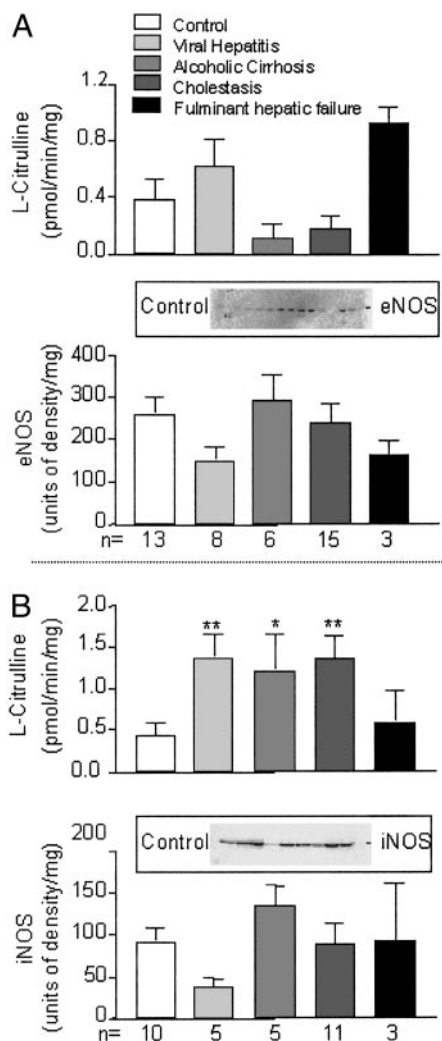 A
Control
Viral Hepatitis
Alcoholic Cirrhosis
Cholestasis
Fulminant hepatic failure
L-Citrulline
(pmol/min/mg)
1.2
0.8
0.4
0.0
Control eNOS
eNOS
(units of density/mg)
400
300
200
100
0
n= 13 8 6 15 3
B
L-Citrulline
(pmol/min/mg)
2.0
1.5
1.0
0.5
0.0
** * **
Control iNOS
iNOS
(units of density/mg)
200
150
100
50
0
n= 10 5 5 11 3